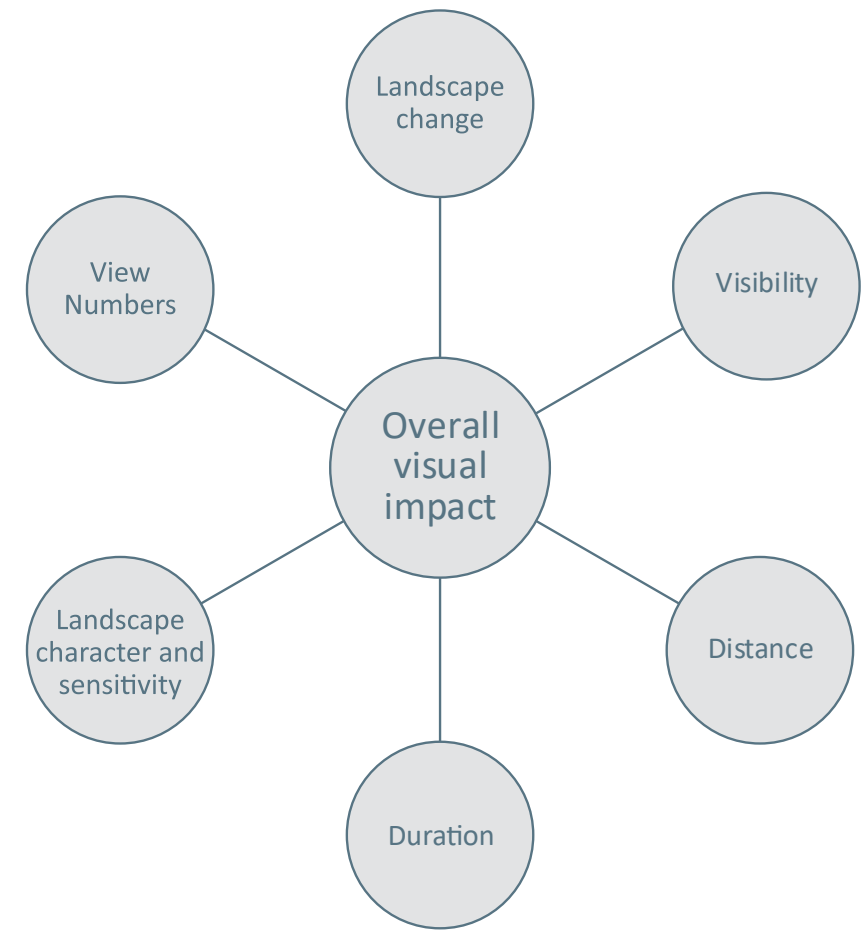 Landscape
change
View
Numbers
Visibility
Overall
visual
impact
Landscape
character and
sensitivity
Distance
Duration